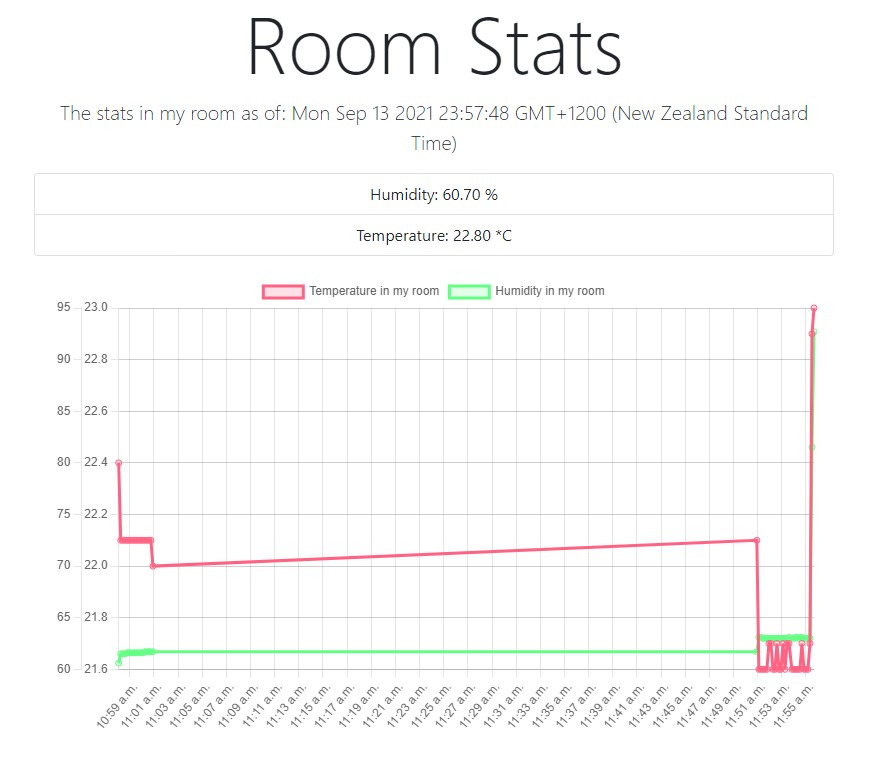 Room Stats
The stats in my room as of: Mon Sep 13 2021 23:57:48 GMT+1200 (New Zealand Standard
Time)
Humidity: 60.70 %
Temperature: 22.80 *C
Temperature in my room Humidity in my room
95 23.0
90 22.8
85 22.6
80 22.4
75 22.2
70 22.0
65 21.8
60 21.6
10:59 a.m. 11:01 a.m. 11:03 a.m. 11:05 a.m. 11:07 a.m. 11:09 a.m. 11:11 a.m. 11:13 a.m. 11:15 a.m. 11:17 a.m. 11:19 a.m. 11:21 a.m. 11:23 a.m. 11:25 a.m. 11:27 a.m. 11:29 a.m. 11:31 a.m. 11:33 a.m. 11:35 a.m. 11:37 a.m. 11:39 a.m. 11:41 a.m. 11:43 a.m. 11:45 a.m. 11:47 a.m. 11:49 a.m. 11:51 a.m. 11:53 a.m. 11:55 a.m.